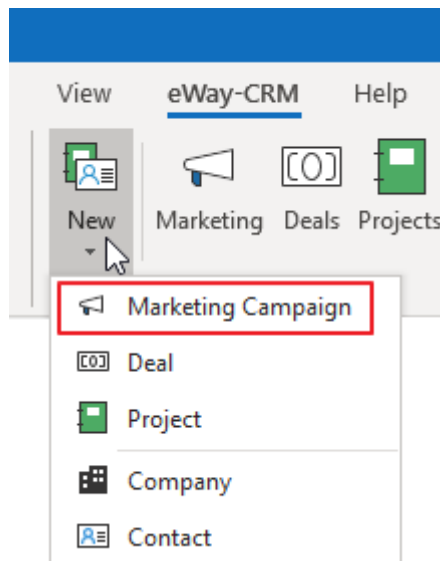 View eWay-CRM Help
New Marketing Deals Projects
Marketing Campaign
Deal
Project
Company
Contact